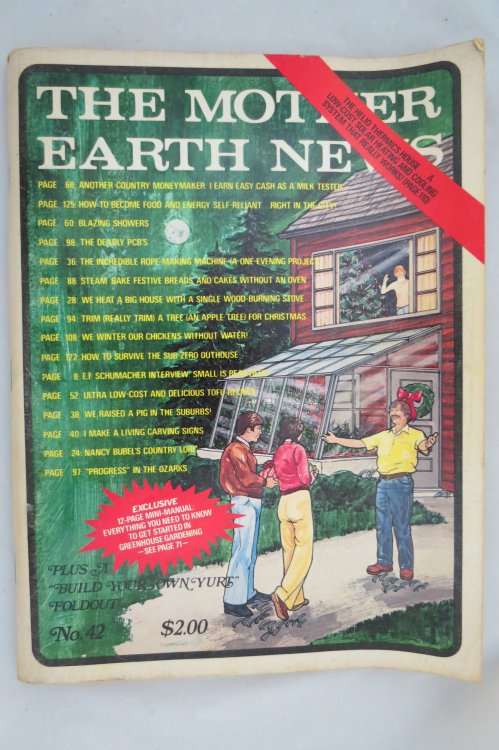 THE MOTHER
EARTH NEWS
THE HELIO THERMICS HOUSE . . . A
LOW-COST SOLAR HEATING AND COOLING
SYSTEM THAT REALLY WORKS! (PAGE 110)
PAGE 68: ANOTHER COUNTRY MONEYMAKER: I EARN EASY CASH AS A MILK TESTER
PAGE 125: HOW TO BECOME FOOD AND ENERGY SELF-RELIANT . . . RIGHT IN THE CITY!
PAGE 60: BLAZING SHOWERS
PAGE 98: THE DEADLY PCB'S
PAGE 36: THE INCREDIBLE ROPE-MAKING MACHINE (A ONE-EVENING PROJECT)
PAGE 88: STEAM BAKE FESTIVE BREADS AND CAKES WITHOUT AN OVEN
PAGE 28: WE HEAT A BIG HOUSE WITH A SINGLE WOOD-BURNING STOVE
PAGE 94: TRIM (REALLY TRIM) A TREE (AN APPLE TREE) FOR CHRISTMAS
PAGE 108: WE WINTER OUR CHICKENS WITHOUT WATER!
PAGE 122: HOW TO SURVIVE THE SUB-ZERO OUTHOUSE
PAGE 8: E.F. SCHUMACHER INTERVIEW: SMALL IS BEAUTIFUL
PAGE 52: ULTRA LOW-COST AND DELICIOUS TOFU RECIPES
PAGE 38: WE RAISED A PIG IN THE SUBURBS!
PAGE 40: I MAKE A LIVING CARVING SIGNS
PAGE 24: NANCY BUBEL'S COUNTRY LORE
PAGE 97: "PROGRESS" IN THE OZARKS
EXCLUSIVE
12-PAGE MINI-MANUAL:
EVERYTHING YOU NEED TO KNOW
TO GET STARTED IN
GREENHOUSE GARDENING
—SEE PAGE 71—
PLUS A
"BUILD YOUR OWN YURT"
FOLDOUT
No. 42
$2.00